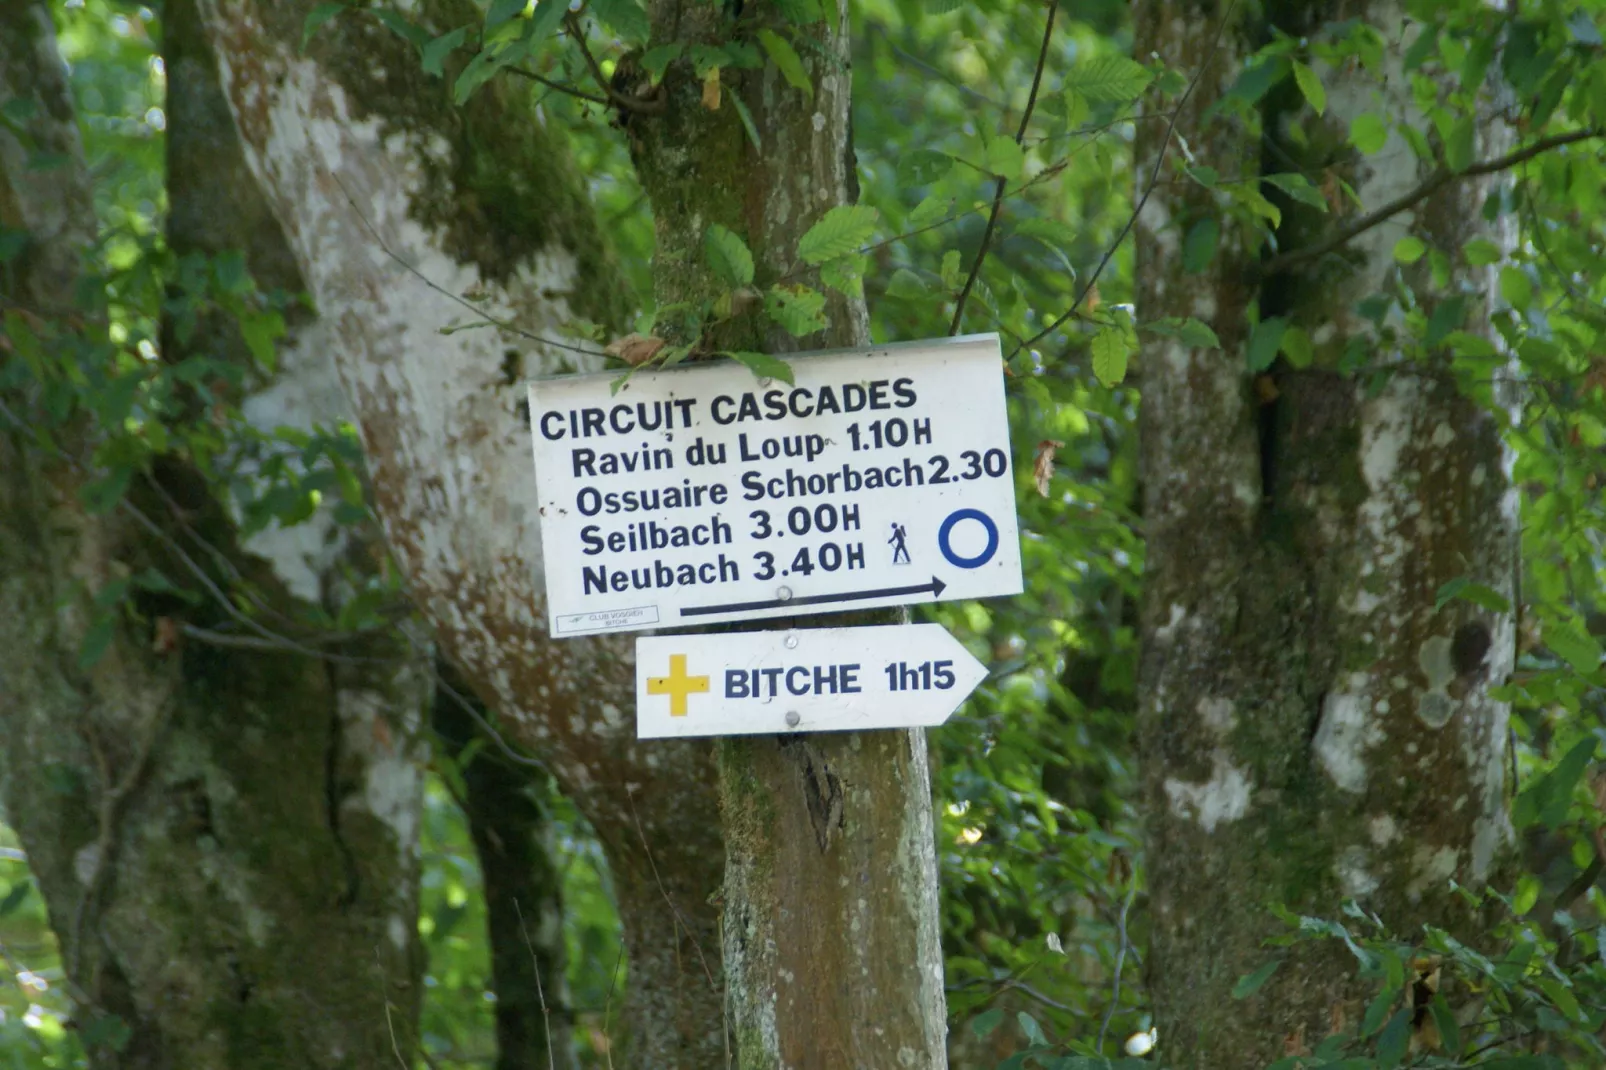 CIRCUIT CASCADES
Ravin du Loup 1.10H
Ossuaire Schorbach 2.30
Seilbach 3.00H
Neubach 3.40H
CLUB VOSGIEN
BITCHE
BITCHE 1h15